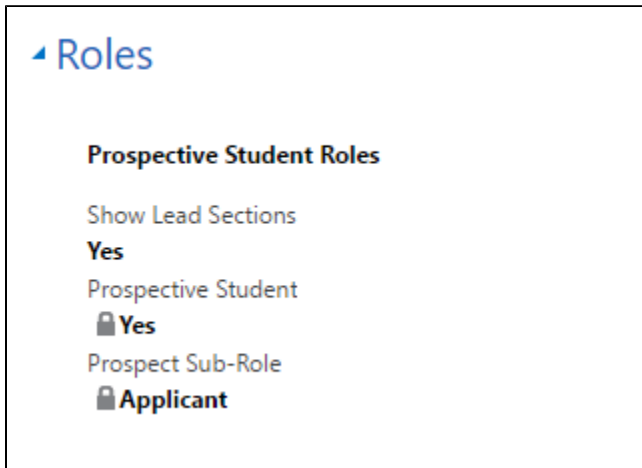 Roles
Prospective Student Roles
Show Lead Sections
Yes
Prospective Student
Yes
Prospect Sub-Role
Applicant